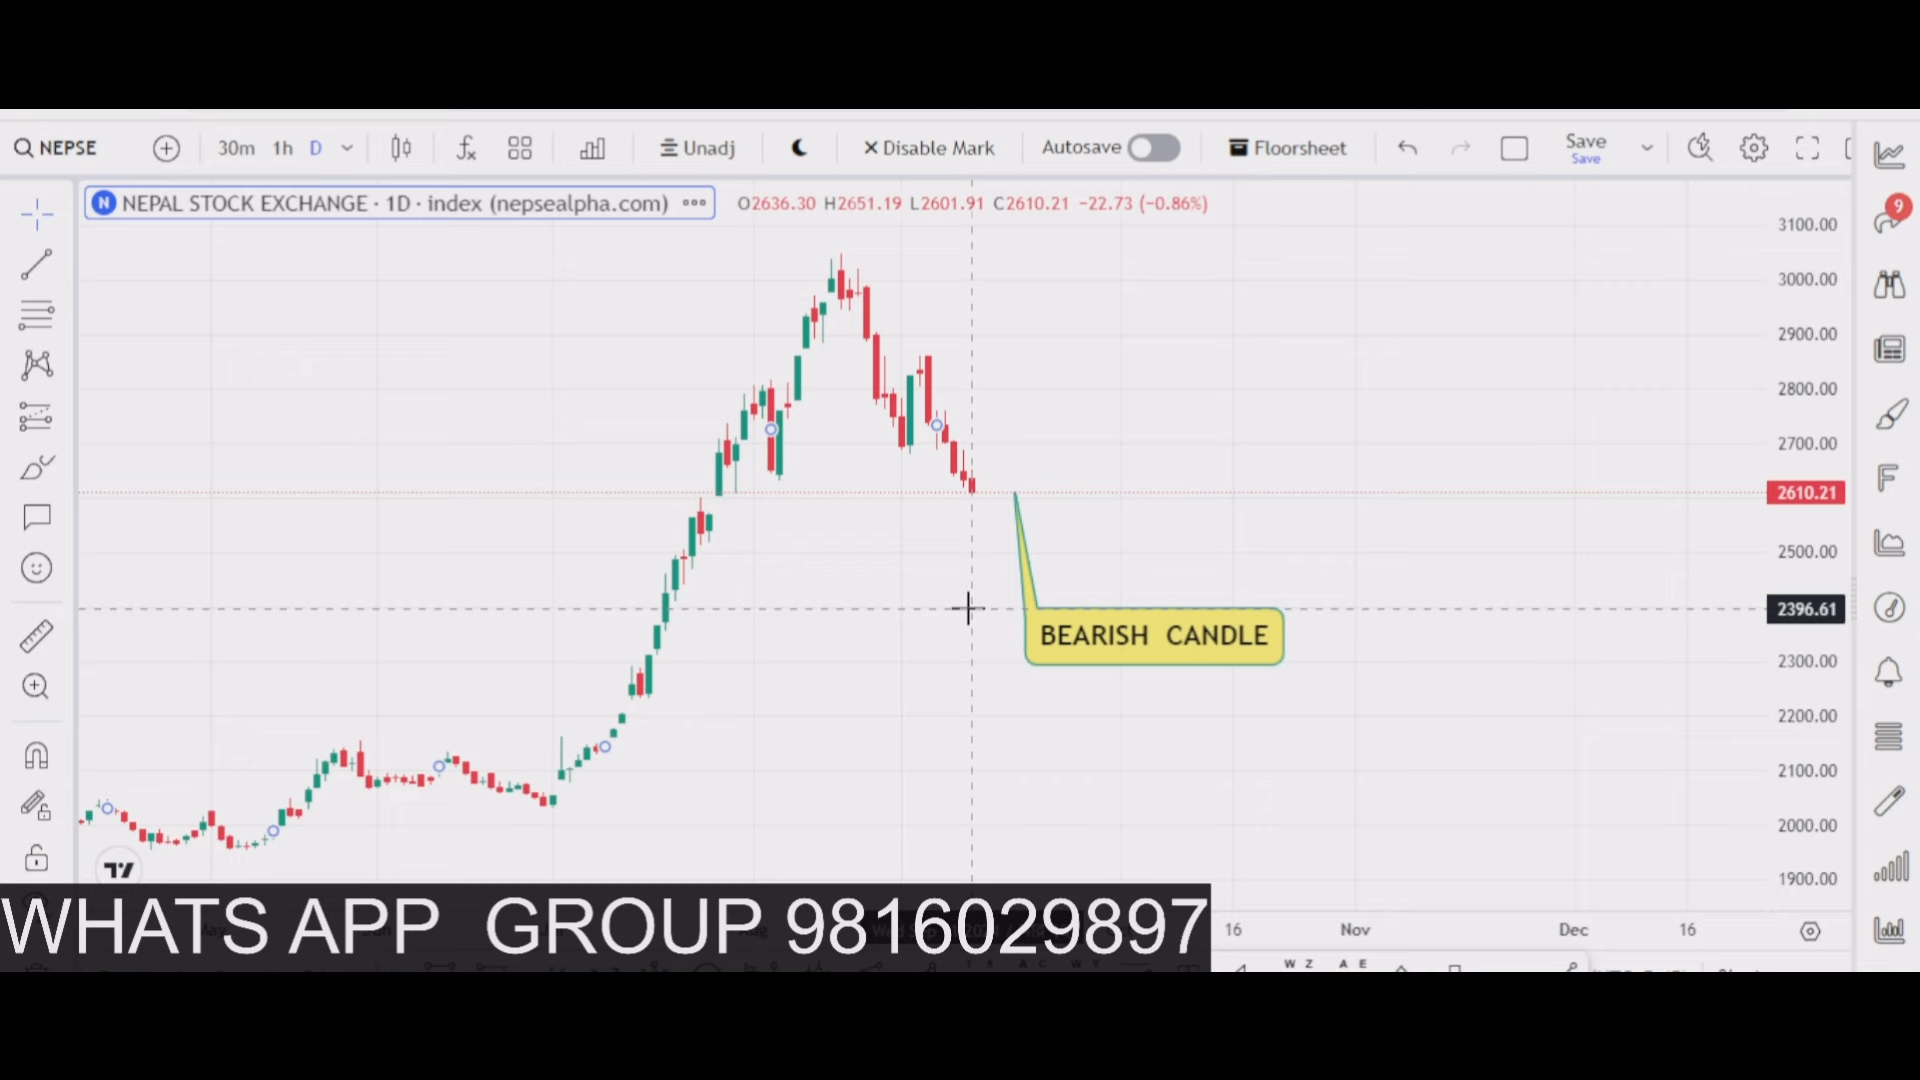 NEPSE 30m 1h D Unadj Disable Mark Autosave Floorsheet Save
Save
9
N NEPAL STOCK EXCHANGE · 1D · index (nepsealpha.com) O2636.30 H2651.19 L2601.91 C2610.21 −22.73 (−0.86%)
3100.00
3000.00
2900.00
2800.00
2700.00
2610.21
2500.00
2396.61
BEARISH CANDLE
2300.00
2200.00
2100.00
2000.00
1900.00
WHATS APP GROUP 9816029897
16 Nov Dec 16
W Z A E